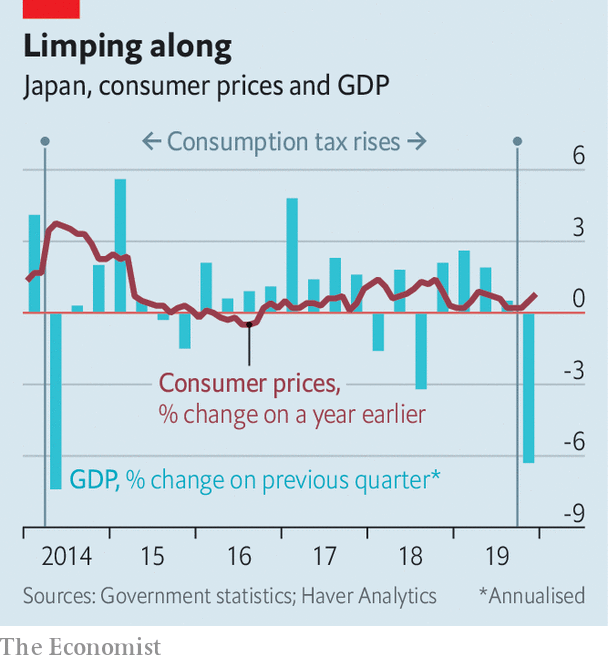 Limping along
Japan, consumer prices and GDP
← Consumption tax rises →
6
3
0
-3
-6
-9
Consumer prices,
% change on a year earlier
GDP, % change on previous quarter*
2014 15 16 17 18 19
Sources: Government statistics; Haver Analytics *Annualised
The Economist